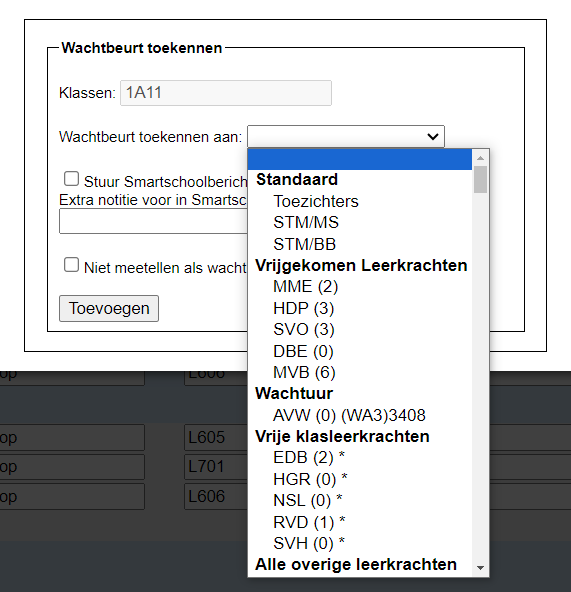 Wachtbeurt toekennen
Klassen: 1A11
Wachtbeurt toekennen aan:
Stuur Smartschoolberich
Extra notitie voor in Smartsc
Niet meetellen als wacht
Toevoegen
Standaard
Toezichters
STM/MS
STM/BB
Vrijgekomen Leerkrachten
MME (2)
HDP (3)
SVO (3)
DBE (0)
MVB (6)
Wachtuur
AVW (0) (WA3)3408
Vrije klasleerkrachten
EDB (2) *
HGR (0) *
NSL (0) *
RVD (1) *
SVH (0) *
Alle overige leerkrachten
op L605
op L701
op L606